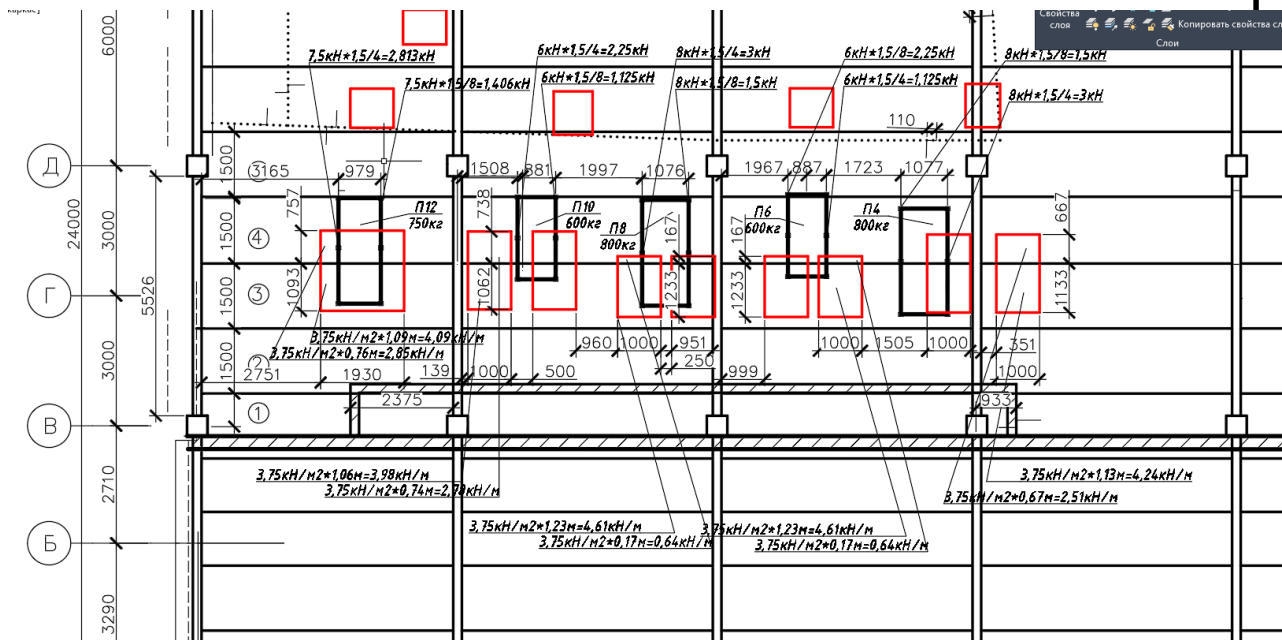 каркас]
Свойства слоя
Копировать свойства сл
Слои
6000
7,5кН*1,5/4=2,813кН
6кН*1,5/4=2,25кН
8кН*1,5/4=3кН
6кН*1,5/8=2,25кН
8кН*1,5/8=1,5кН
7,5кН*1,5/8=1,406кН
6кН*1,5/8=1,125кН
8кН*1,5/8=1,5кН
6кН*1,5/4=1,125кН
8кН*1,5/4=3кН
110
Д
1500
3165
979
1508
881
1997
1076
1967
887
1723
1077
24000
3000
1500
4
757
П12
750кг
738
П10
600кг
П8
800кг
167
167
П6
600кг
П4
800кг
667
Г
5526
1500
3
1093
1062
1233
1233
1133
3000
1500
2
3,75кН/м2*1,09м=4,09кН/м
3,75кН/м2*0,76м=2,85кН/м
960
1000
951
1000
1505
1000
351
250
2751
1930
139
1000
500
999
1000
В
1
2375
933
2710
3,75кН/м2*1,06м=3,98кН/м
3,75кН/м2*0,74м=2,78кН/м
3,75кН/м2*1,13м=4,24кН/м
3,75кН/м2*0,67м=2,51кН/м
Б
3,75кН/м2*1,23м=4,61кН/м
3,75кН/м2*0,17м=0,64кН/м
3,75кН/м2*1,23м=4,61кН/м
3,75кН/м2*0,17м=0,64кН/м
3290